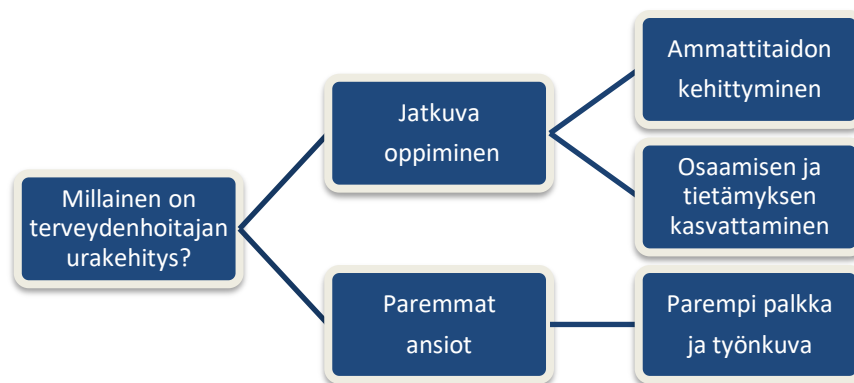 Millainen on
terveydenhoitajan
urakehitys?
Jatkuva
oppiminen
Ammattitaidon
kehittyminen
Osaamisen ja
tietämyksen
kasvattaminen
Paremmat
ansiot
Parempi palkka
ja työnkuva